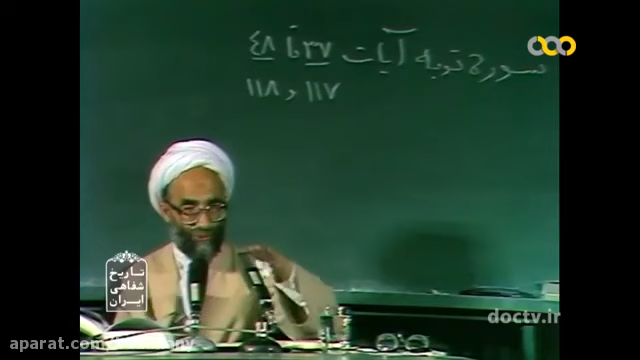 سوره توبه آیات ۳۷ تا ۴۸
۱۱۷ و ۱۱۸
تاریخ
شفاهی
ایران
doctv.ir
aparat.com/